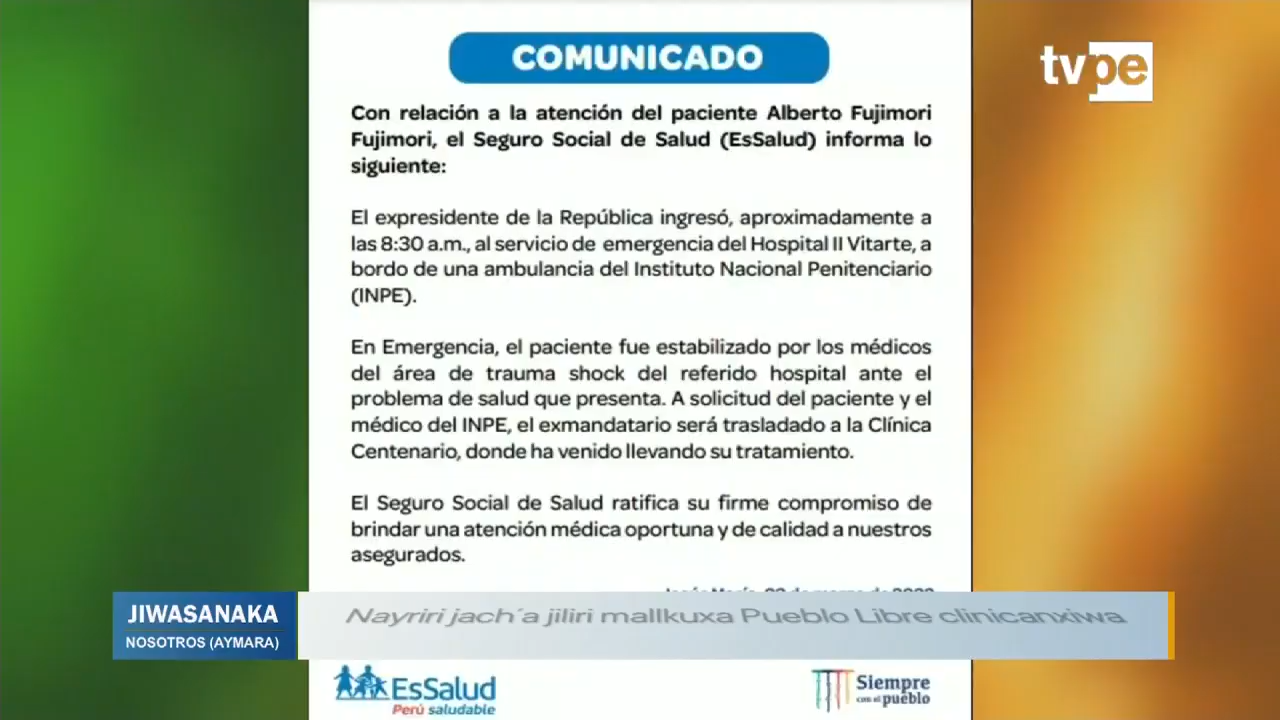 COMUNICADO
tvpe
Con relación a la atención del paciente Alberto Fujimori
Fujimori, el Seguro Social de Salud (EsSalud) informa lo
siguiente:
El expresidente de la República ingresó, aproximadamente a
las 8:30 a.m., al servicio de emergencia del Hospital II Vitarte, a
bordo de una ambulancia del Instituto Nacional Penitenciario
(INPE).
En Emergencia, el paciente fue estabilizado por los médicos
del área de trauma shock del referido hospital ante el
problema de salud que presenta. A solicitud del paciente y el
médico del INPE, el exmandatario será trasladado a la Clínica
Centenario, donde ha venido llevando su tratamiento.
El Seguro Social de Salud ratifica su firme compromiso de
brindar una atención médica oportuna y de calidad a nuestros
asegurados.
JIWASANAKA
NOSOTROS (AYMARA)
Nayriri jach´a jiliri mallkuxa Pueblo Libre clinicanxiwa
EsSalud
Perú saludable
Siempre
con el pueblo